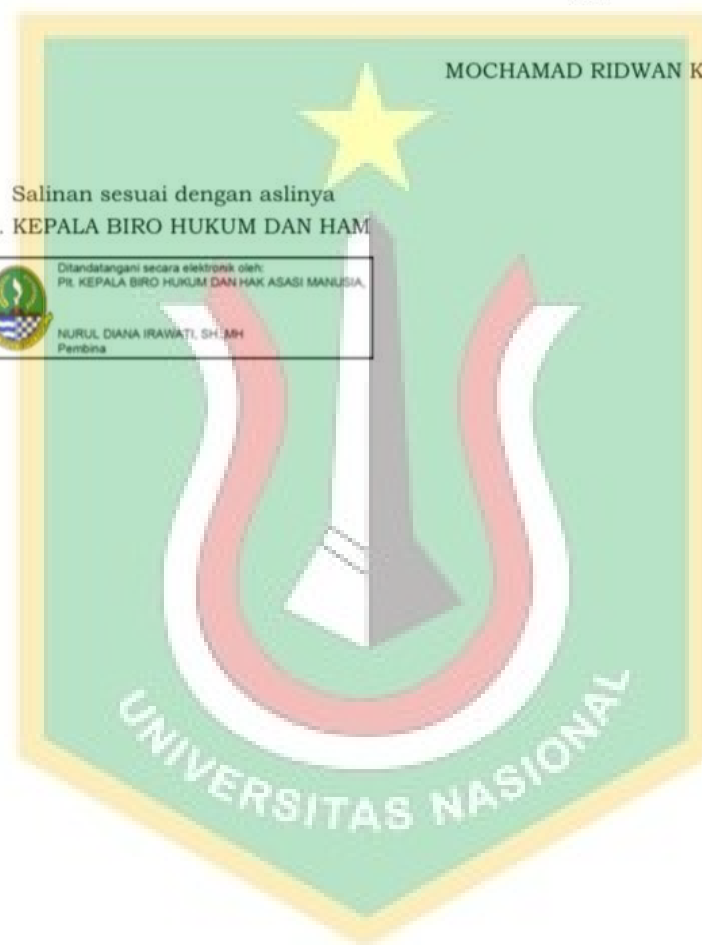 MOCHAMAD RIDWAN K
Salinan sesuai dengan aslinya
. KEPALA BIRO HUKUM DAN HAM
Ditandatangani secara elektronik oleh:
Plt. KEPALA BIRO HUKUM DAN HAK ASASI MANUSIA,
NURUL DIANA IRAWATI, SH.,MH
Pembina
UNIVERSITAS NASIONAL